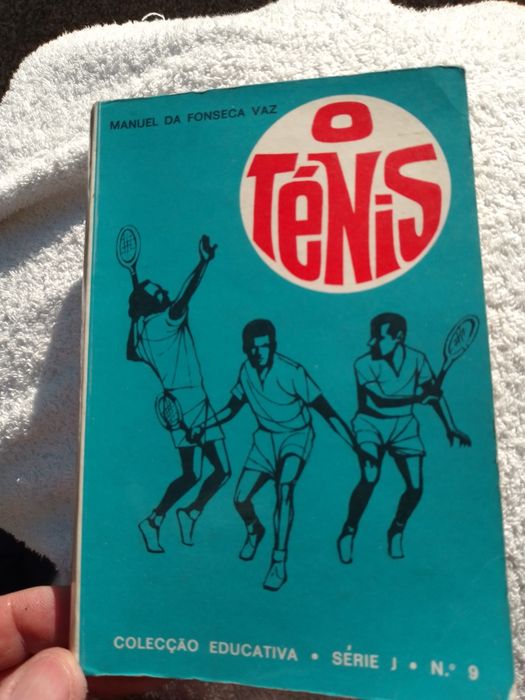 MANUEL DA FONSECA VAZ
O
TÉNiS
COLECÇÃO EDUCATIVA • SÉRIE J • N.º 9